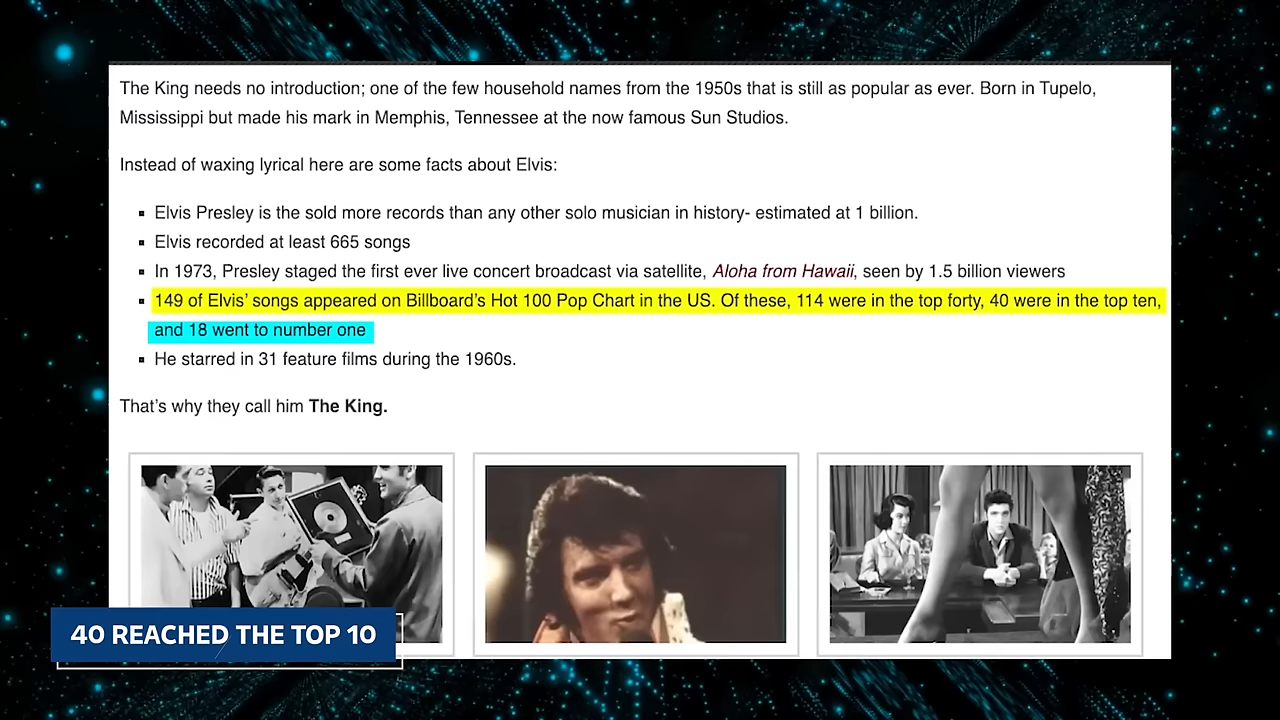 The King needs no introduction; one of the few household names from the 1950s that is still as popular as ever. Born in Tupelo,
Mississippi but made his mark in Memphis, Tennessee at the now famous Sun Studios.
Instead of waxing lyrical here are some facts about Elvis:
Elvis Presley is the sold more records than any other solo musician in history- estimated at 1 billion.
Elvis recorded at least 665 songs
In 1973, Presley staged the first ever live concert broadcast via satellite, Aloha from Hawaii, seen by 1.5 billion viewers
149 of Elvis’ songs appeared on Billboard’s Hot 100 Pop Chart in the US. Of these, 114 were in the top forty, 40 were in the top ten,
and 18 went to number one
He starred in 31 feature films during the 1960s.
That’s why they call him The King.
40 REACHED THE TOP 10